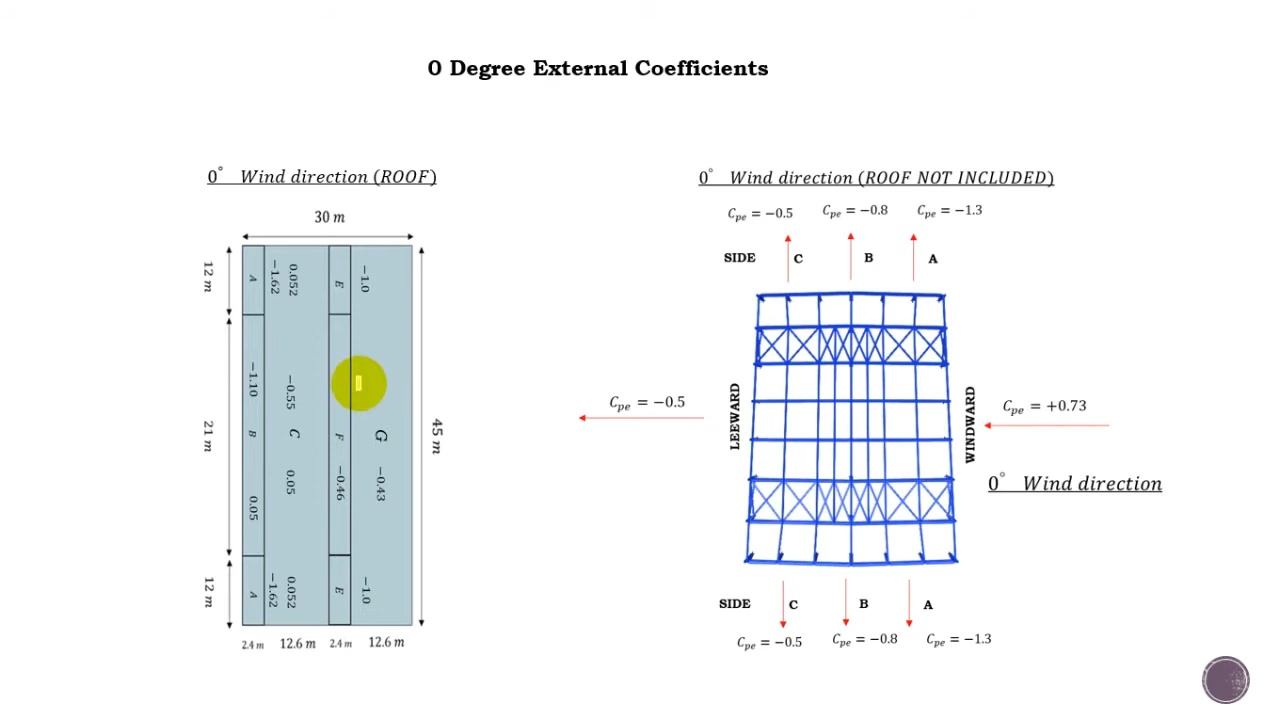 0 Degree External Coefficients
0° Wind direction (ROOF)
30 m
12 m
21 m
12 m
A
−1.62
0.052
E
−1.0
−1.10
B
0.05
−0.55
C
0.05
F
−0.46
G
−0.43
A
−1.62
0.052
E
−1.0
45 m
2.4 m 12.6 m 2.4 m 12.6 m
0° Wind direction (ROOF NOT INCLUDED)
Cpe = −0.5 Cpe = −0.8 Cpe = −1.3
SIDE C B A
LEEWARD
WINDWARD
Cpe = −0.5
Cpe = +0.73
0° Wind direction
SIDE C B A
Cpe = −0.5 Cpe = −0.8 Cpe = −1.3